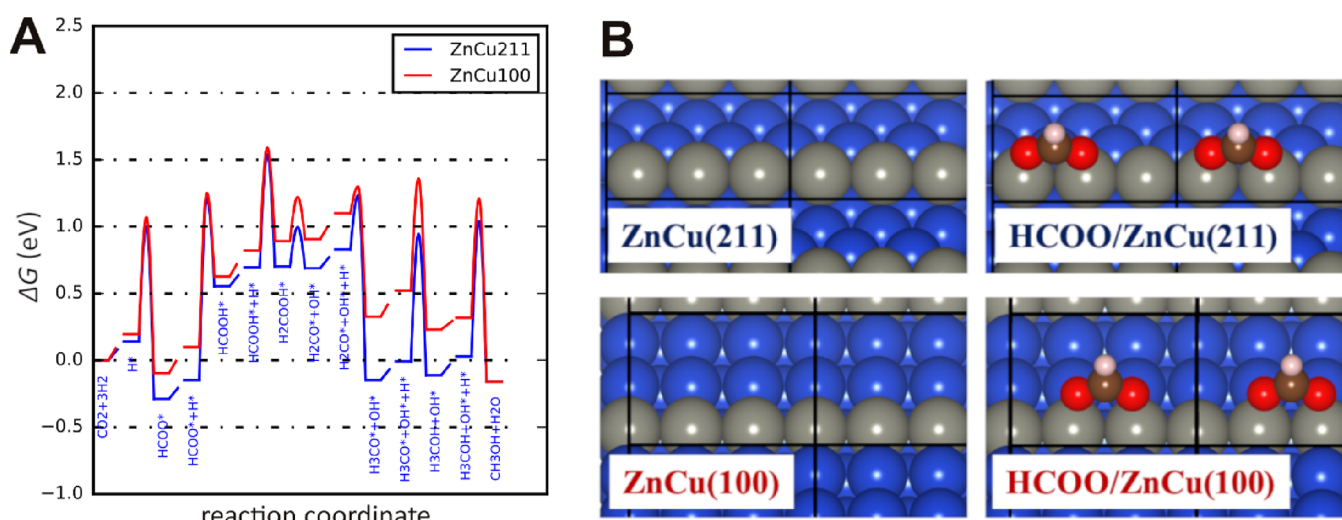 A
B
2.5
2.0
1.5
1.0
0.5
0.0
−0.5
−1.0
ΔG (eV)
ZnCu211
ZnCu100
CO2+3H2
H*
HCOO*
HCOO*+H*
HCOOH*
HCOOH*+H*
H2COOH*
H2CO*+OH*
H2CO*+OH*+H*
H3CO*+OH*
H3CO*+OH*+H*
H3COH+OH*
H3COH+OH*+H*
CH3OH+H2O
reaction coordinate
ZnCu(211)
HCOO/ZnCu(211)
ZnCu(100)
HCOO/ZnCu(100)